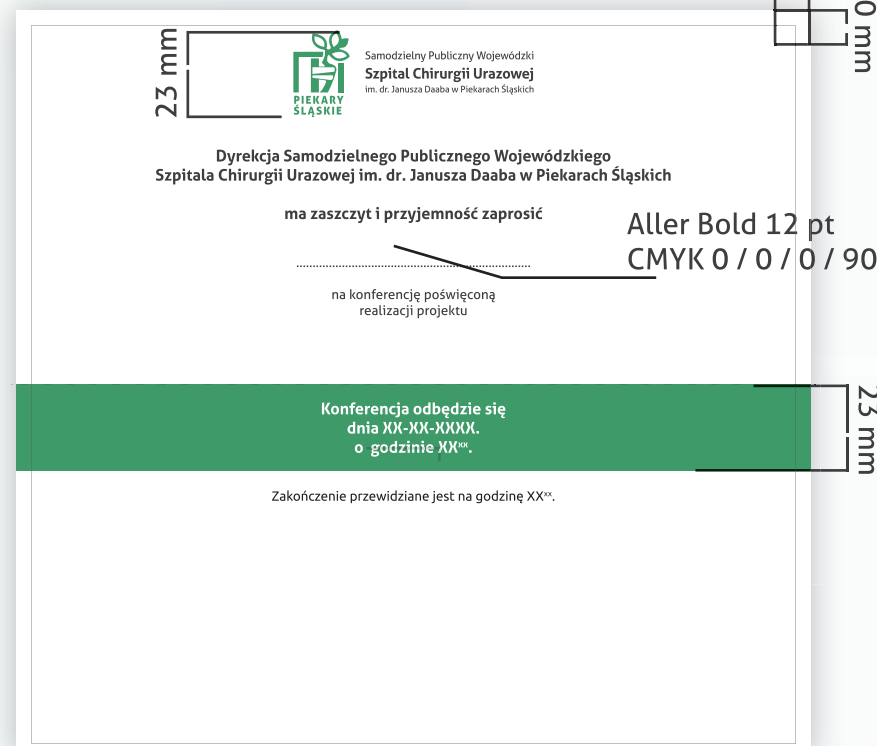 23 mm
PIEKARY
ŚLĄSKIE
Samodzielny Publiczny Wojewódzki
Szpital Chirurgii Urazowej
im. dr. Janusza Daaba w Piekarach Śląskich
0 mm
Dyrekcja Samodzielnego Publicznego Wojewódzkiego
Szpitala Chirurgii Urazowej im. dr. Janusza Daaba w Piekarach Śląskich
ma zaszczyt i przyjemność zaprosić
Aller Bold 12 pt
CMYK 0 / 0 / 0 / 90
na konferencję poświęconą
realizacji projektu
Konferencja odbędzie się
dnia XX-XX-XXXX.
o godzinie XXˣˣ.
23 mm
Zakończenie przewidziane jest na godzinę XXˣˣ.